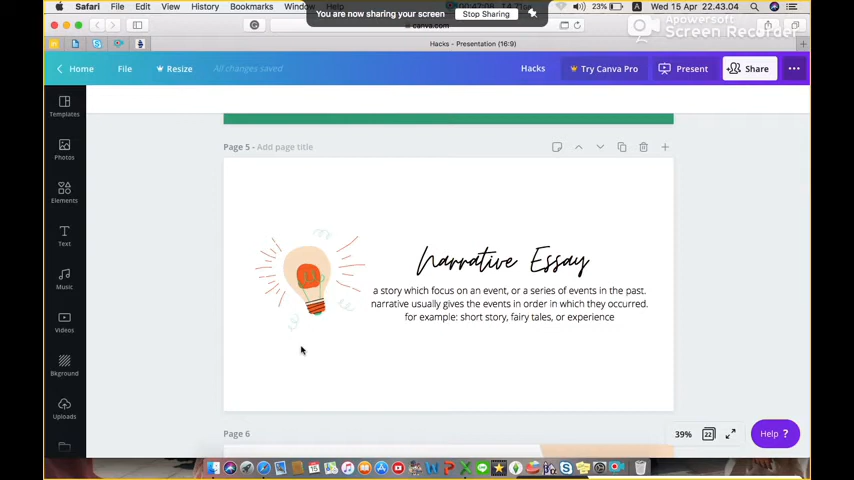 Safari File Edit View History Bookmarks Window
You are now sharing your screen Stop Sharing
23% Wed 15 Apr 22.43.04
canva.com
Apowersoft
Screen Recorder
Hacks - Presentation (16:9)
Home File Resize All changes saved Hacks Try Canva Pro Present Share
Templates
Photos
Elements
Text
Music
Videos
Bkground
Uploads
Page 5 - Add page title
Narrative Essay
a story which focus on an event, or a series of events in the past.
narrative usually gives the events in order in which they occurred.
for example: short story, fairy tales, or experience
Page 6
39% 22 Help ?